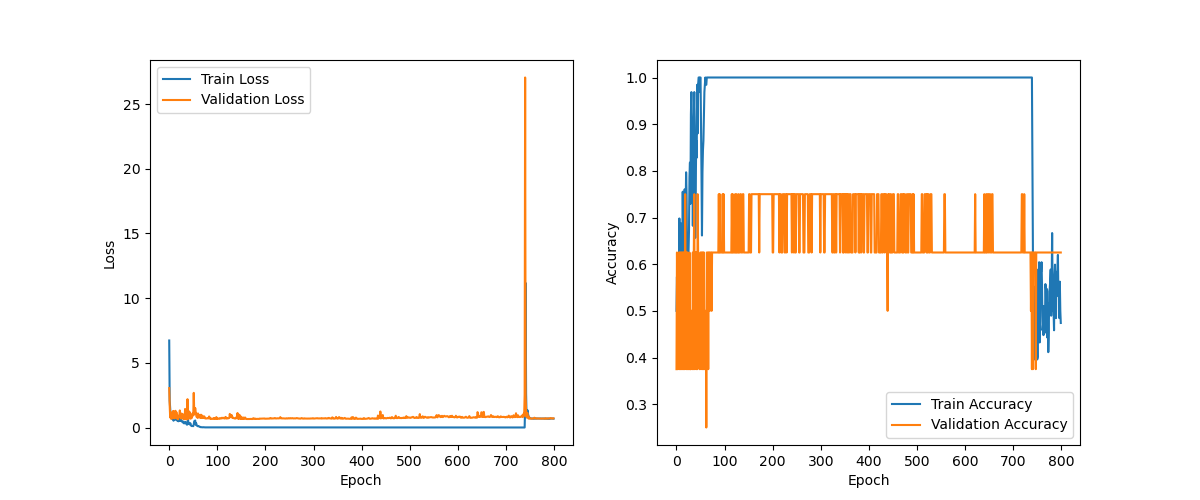 Train Loss
Validation Loss
25
20
15
10
5
0
Loss
0 100 200 300 400 500 600 700 800
Epoch
1.0
0.9
0.8
0.7
0.6
0.5
0.4
0.3
Accuracy
Train Accuracy
Validation Accuracy
0 100 200 300 400 500 600 700 800
Epoch